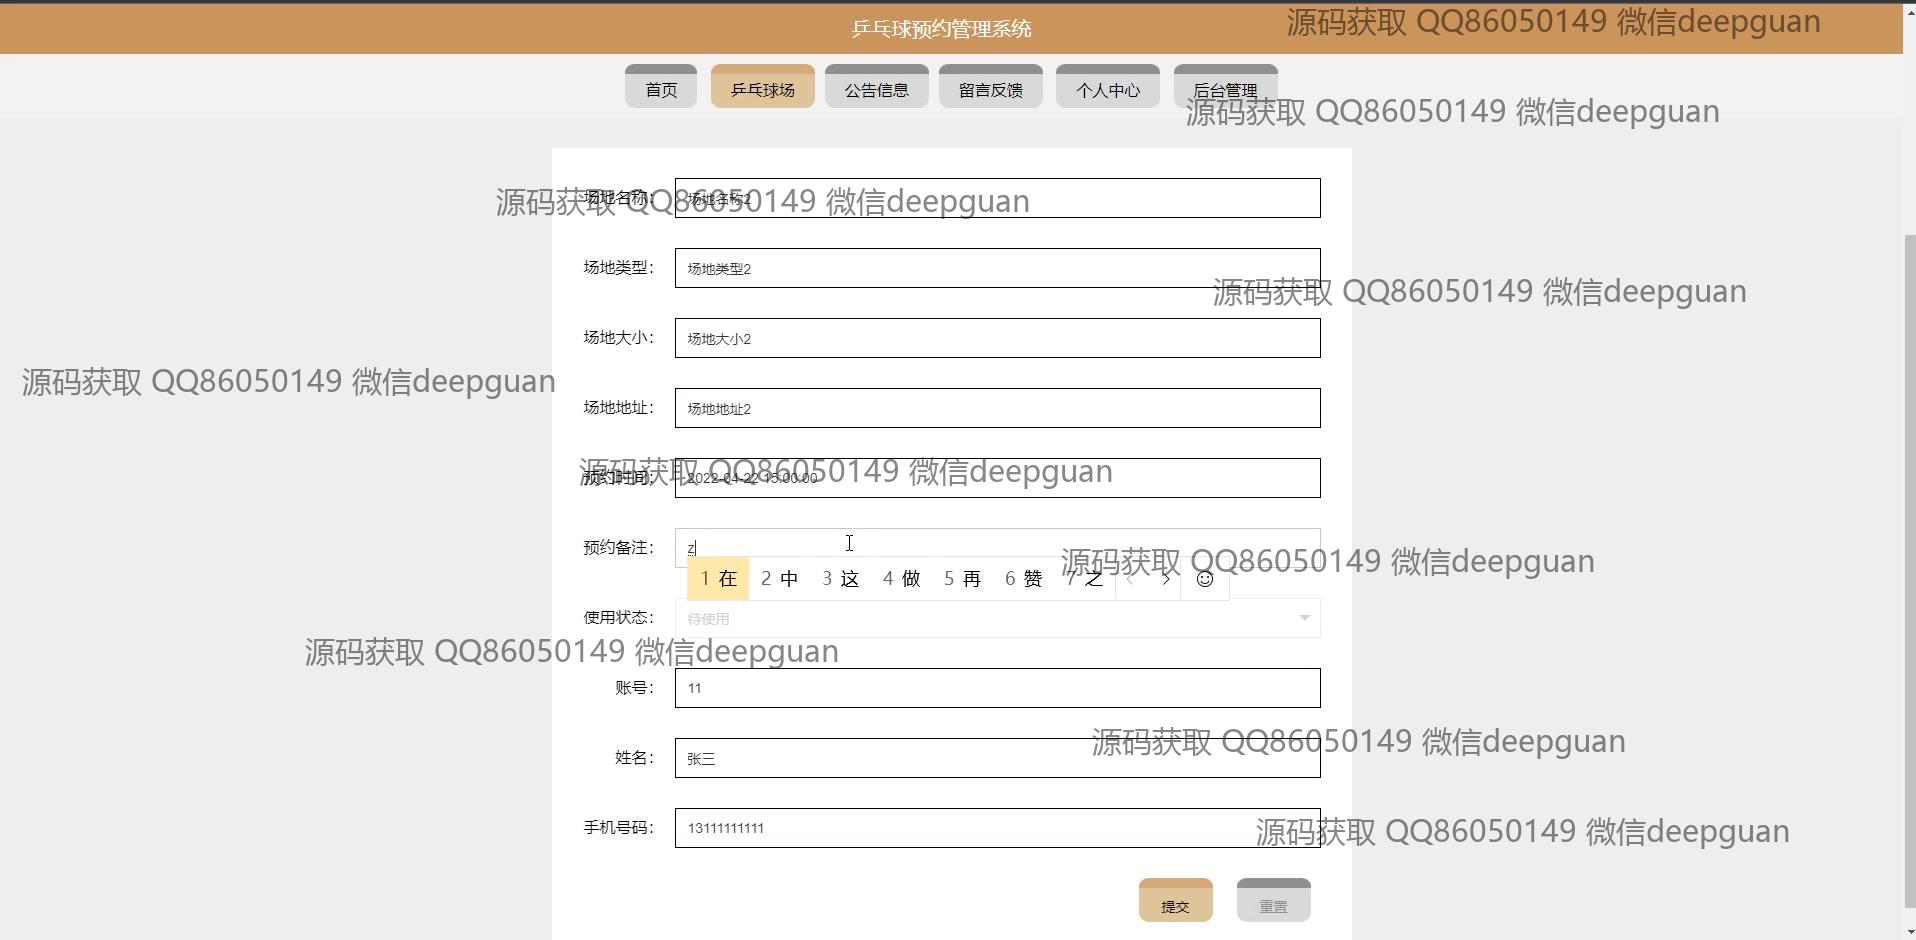 乒乓球预约管理系统
源码获取 QQ86050149 微信deepguan
首页 乒乓球场 公告信息 留言反馈 个人中心 后台管理
源码获取 QQ86050149 微信deepguan
场地名称： 场地名称2
源码获取 QQ86050149 微信deepguan
场地类型： 场地类型2
源码获取 QQ86050149 微信deepguan
场地大小： 场地大小2
源码获取 QQ86050149 微信deepguan
场地地址： 场地地址2
预约时间： 2022-04-22 15:00:00
源码获取 QQ86050149 微信deepguan
预约备注： z
源码获取 QQ86050149 微信deepguan
1 在 2 中 3 这 4 做 5 再 6 赞 7 之
使用状态： 待使用
源码获取 QQ86050149 微信deepguan
账号： 11
源码获取 QQ86050149 微信deepguan
姓名： 张三
手机号码： 13111111111
源码获取 QQ86050149 微信deepguan
提交 重置